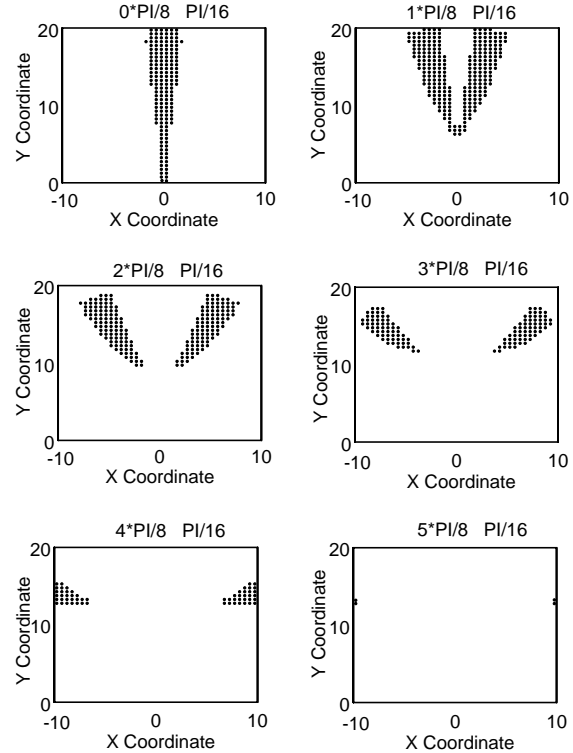 0*PI/8 PI/16
20
10
0
Y Coordinate
-10 0 10
X Coordinate
1*PI/8 PI/16
20
10
0
Y Coordinate
-10 0 10
X Coordinate
2*PI/8 PI/16
20
10
0
Y Coordinate
-10 0 10
X Coordinate
3*PI/8 PI/16
20
10
0
Y Coordinate
-10 0 10
X Coordinate
4*PI/8 PI/16
20
10
0
Y Coordinate
-10 0 10
X Coordinate
5*PI/8 PI/16
20
10
0
Y Coordinate
-10 0 10
X Coordinate